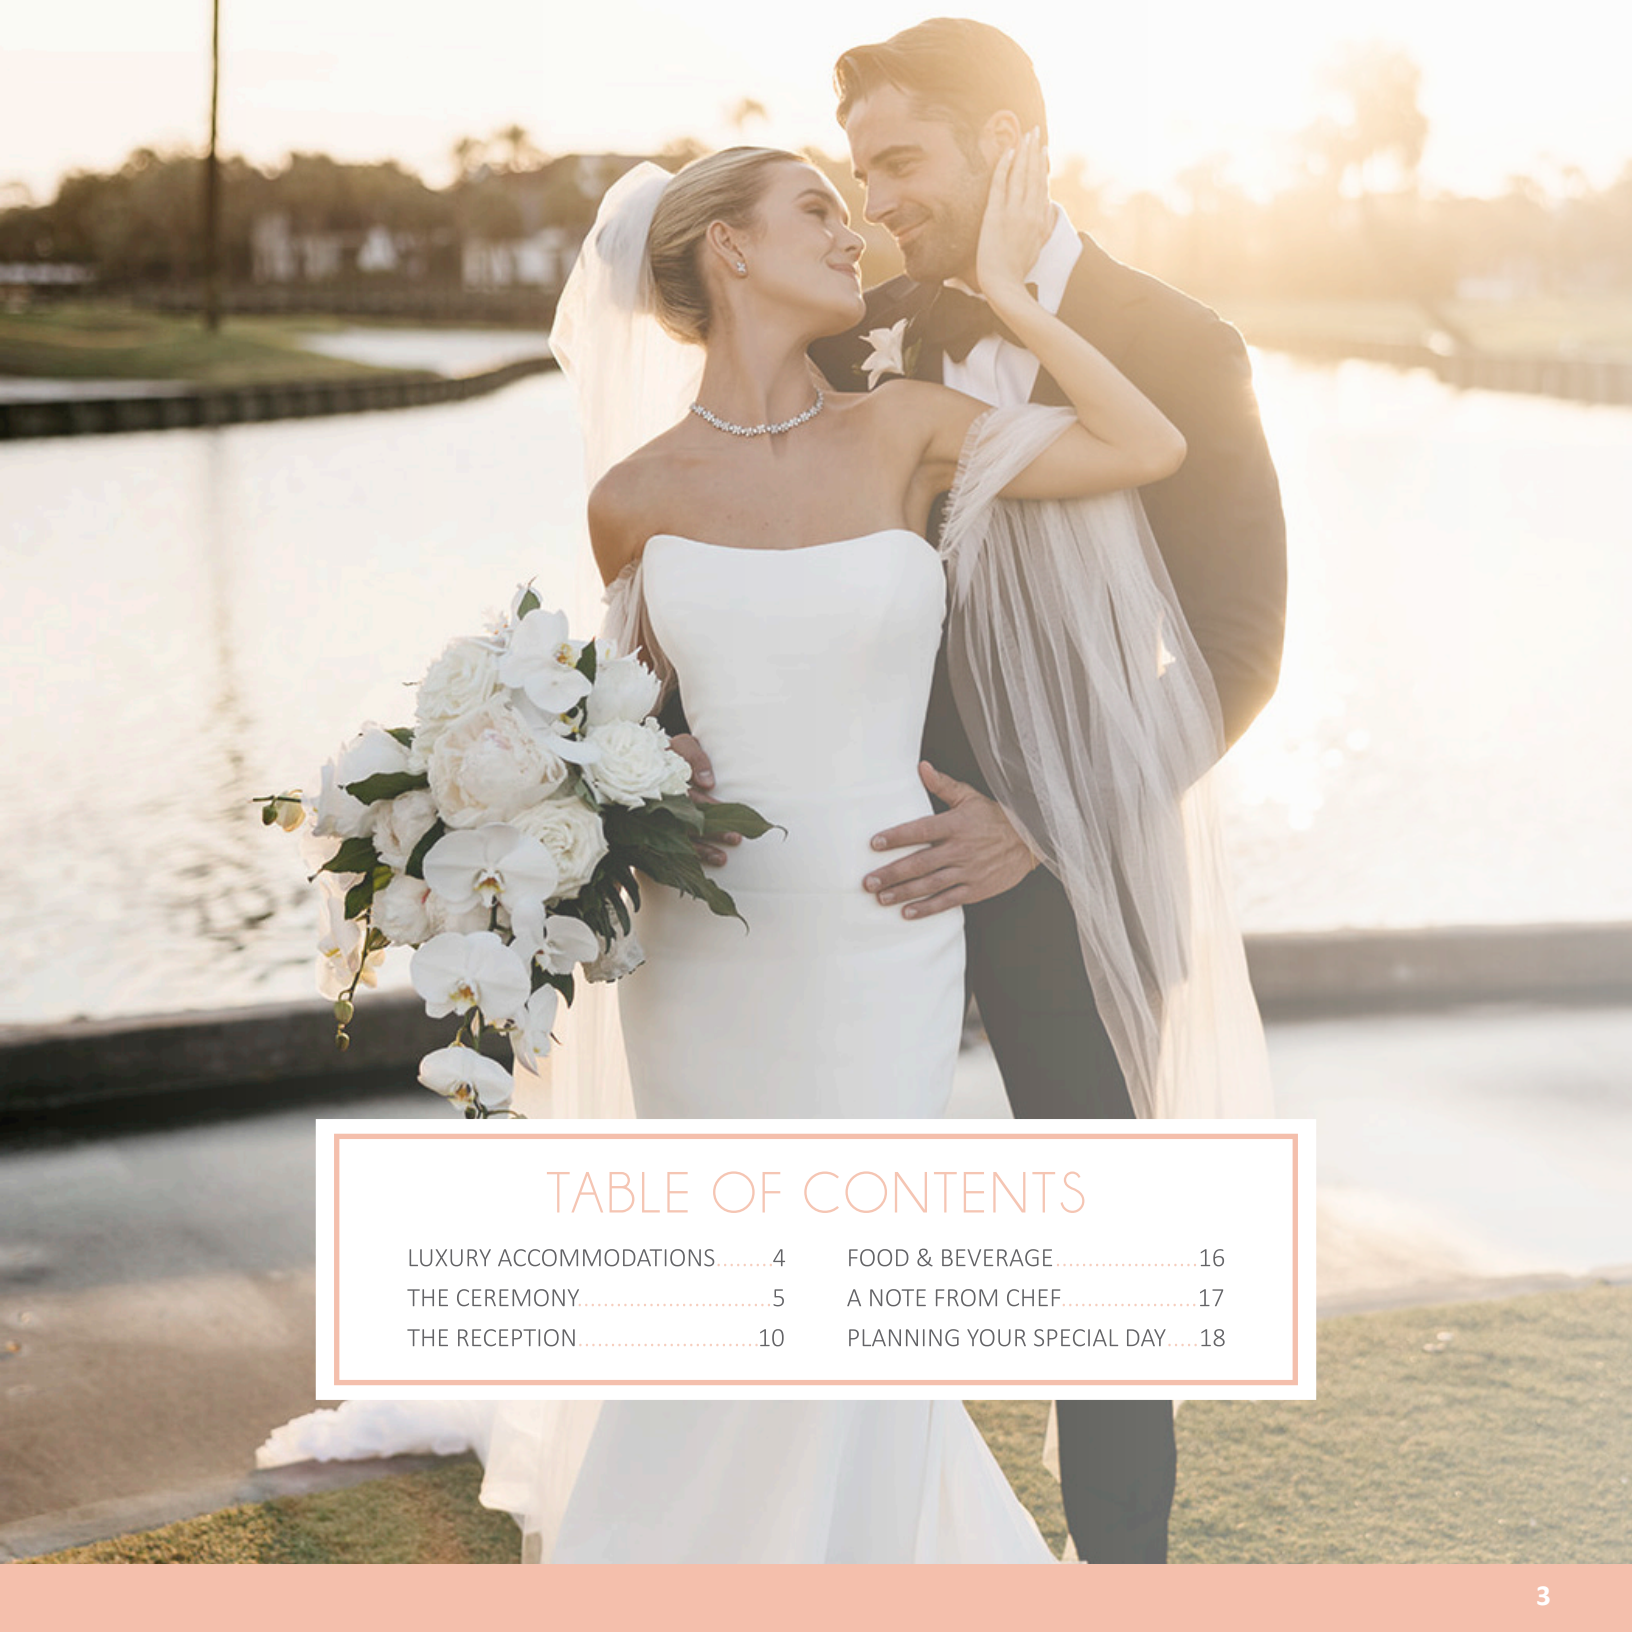 TABLE OF CONTENTS
LUXURY ACCOMMODATIONS.........4
THE CEREMONY..............................5
THE RECEPTION............................10
FOOD & BEVERAGE......................16
A NOTE FROM CHEF.....................17
PLANNING YOUR SPECIAL DAY.....18
3